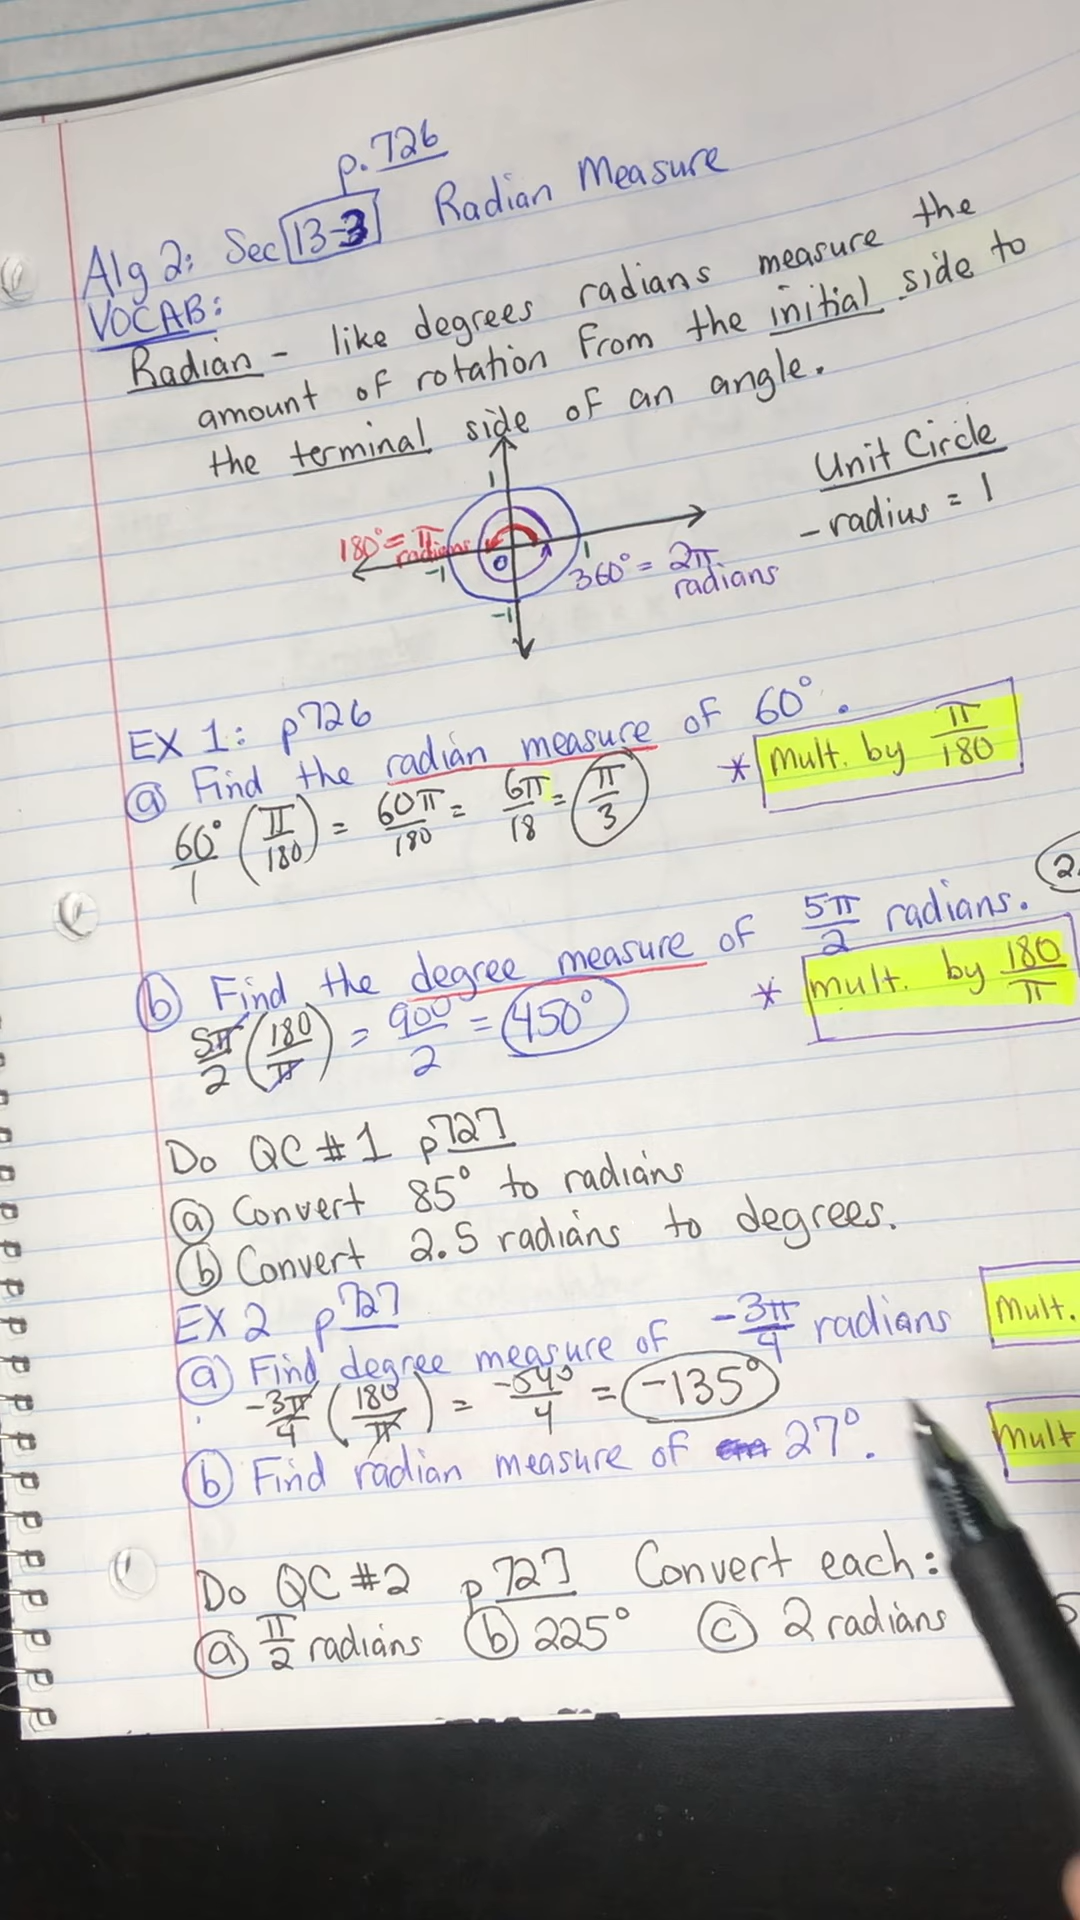 p.726
Alg 2: Sec 13-3 Radian Measure
VOCAB:
Radian - like degrees radians measure the
amount of rotation from the initial side to
the terminal side of an angle.
Unit Circle
- radius = 1
1
180° = π
radians
-1
0
1
360° = 2π
radians
-1
EX 1: p726
ⓐ Find the radian measure of 60°.
* mult. by π/180
60°/1 (π/180) = 60π/180 = 6π/18 = π/3
2
ⓑ Find the degree measure of 5π/2 radians.
* mult. by 180/π
5π/2 (180/π) = 900/2 = 450°
Do QC #1 p727
ⓐ Convert 85° to radians
ⓑ Convert 2.5 radians to degrees.
EX 2 p727
ⓐ Find degree measure of -3π/4 radians
Mult.
-3π/4 (180/π) = -540/4 = -135°
ⓑ Find radian measure of 27°.
Mult
Do QC #2 p727 Convert each:
ⓐ π/2 radians ⓑ 225° ⓒ 2 radians